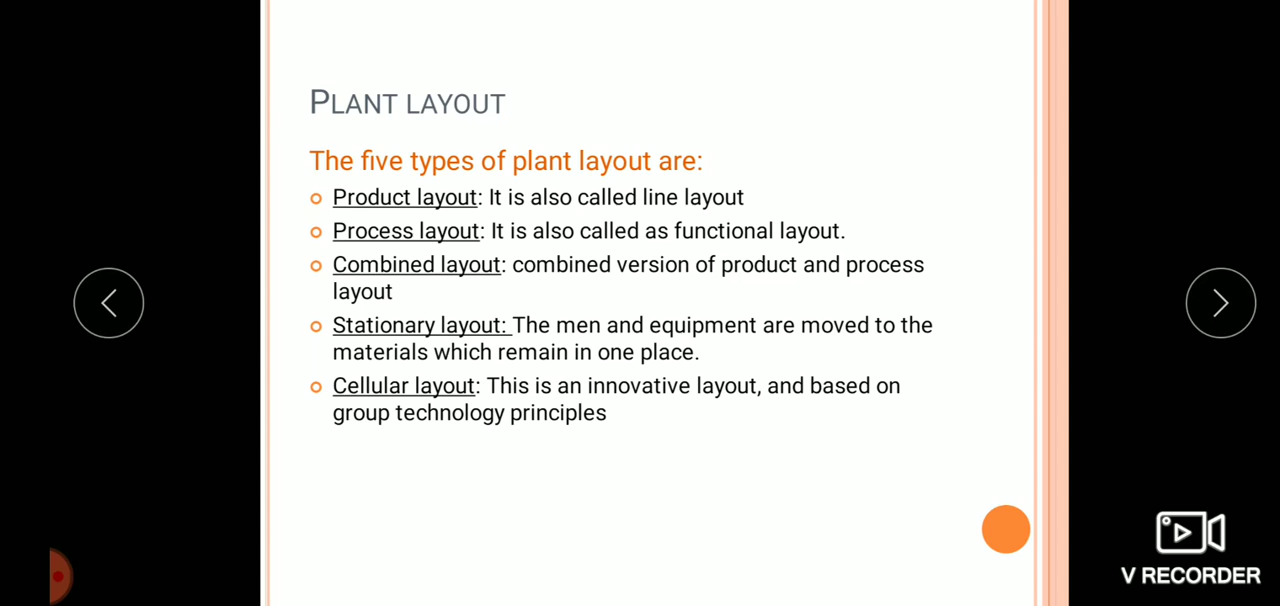 PLANT LAYOUT
The five types of plant layout are:
Product layout: It is also called line layout
Process layout: It is also called as functional layout.
Combined layout: combined version of product and process
layout
Stationary layout: The men and equipment are moved to the
materials which remain in one place.
Cellular layout: This is an innovative layout, and based on
group technology principles
V RECORDER